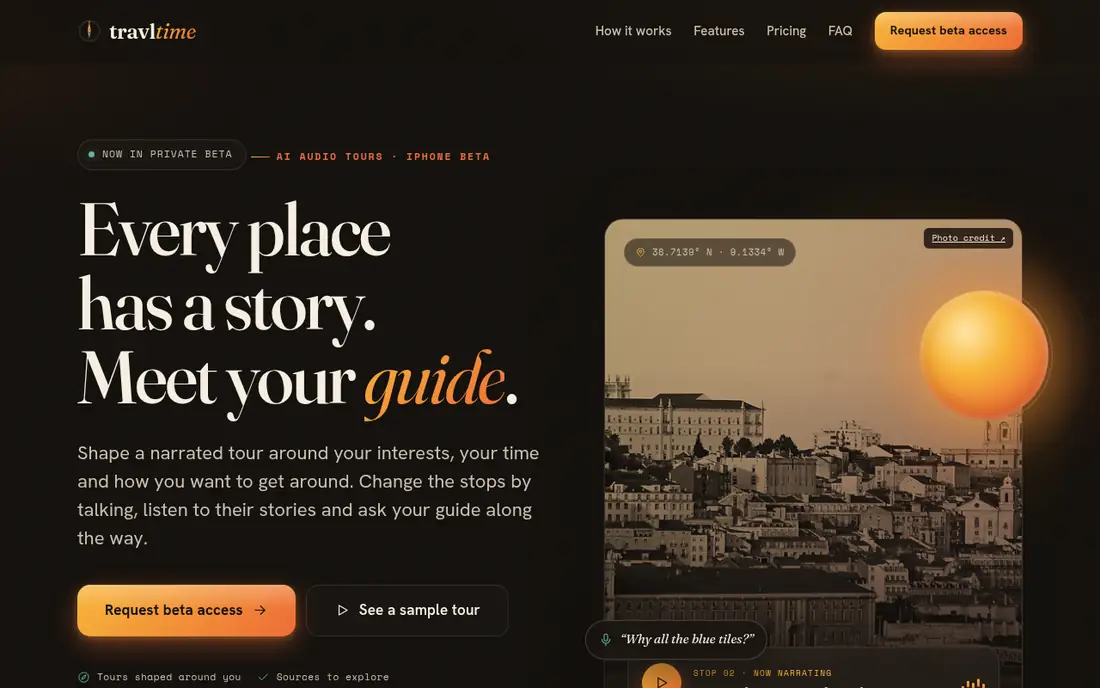 travltime
How it works
Features
Pricing
FAQ
Request beta access
NOW IN PRIVATE BETA
AI AUDIO TOURS · IPHONE BETA
Every place
has a story.
Meet your guide.
Shape a narrated tour around your interests, your time
and how you want to get around. Change the stops by
talking, listen to their stories and ask your guide along
the way.
Request beta access →
See a sample tour
Tours shaped around you
Sources to explore
38.7139° N · 9.1334° W
Photo credit ↗
“Why all the blue tiles?”
STOP 02 · NOW NARRATING